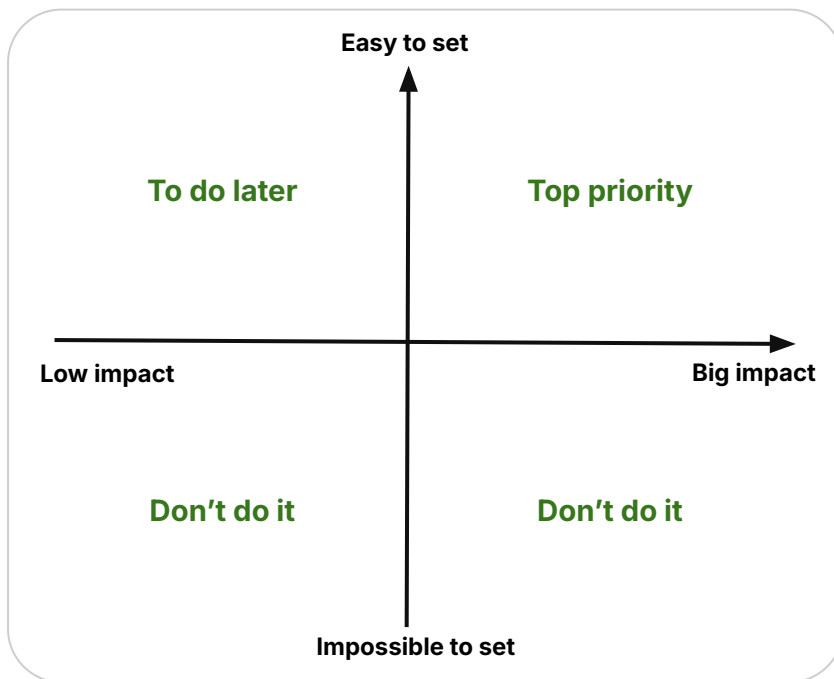 Easy to set
To do later
Top priority
Low impact
Big impact
Don’t do it
Don’t do it
Impossible to set